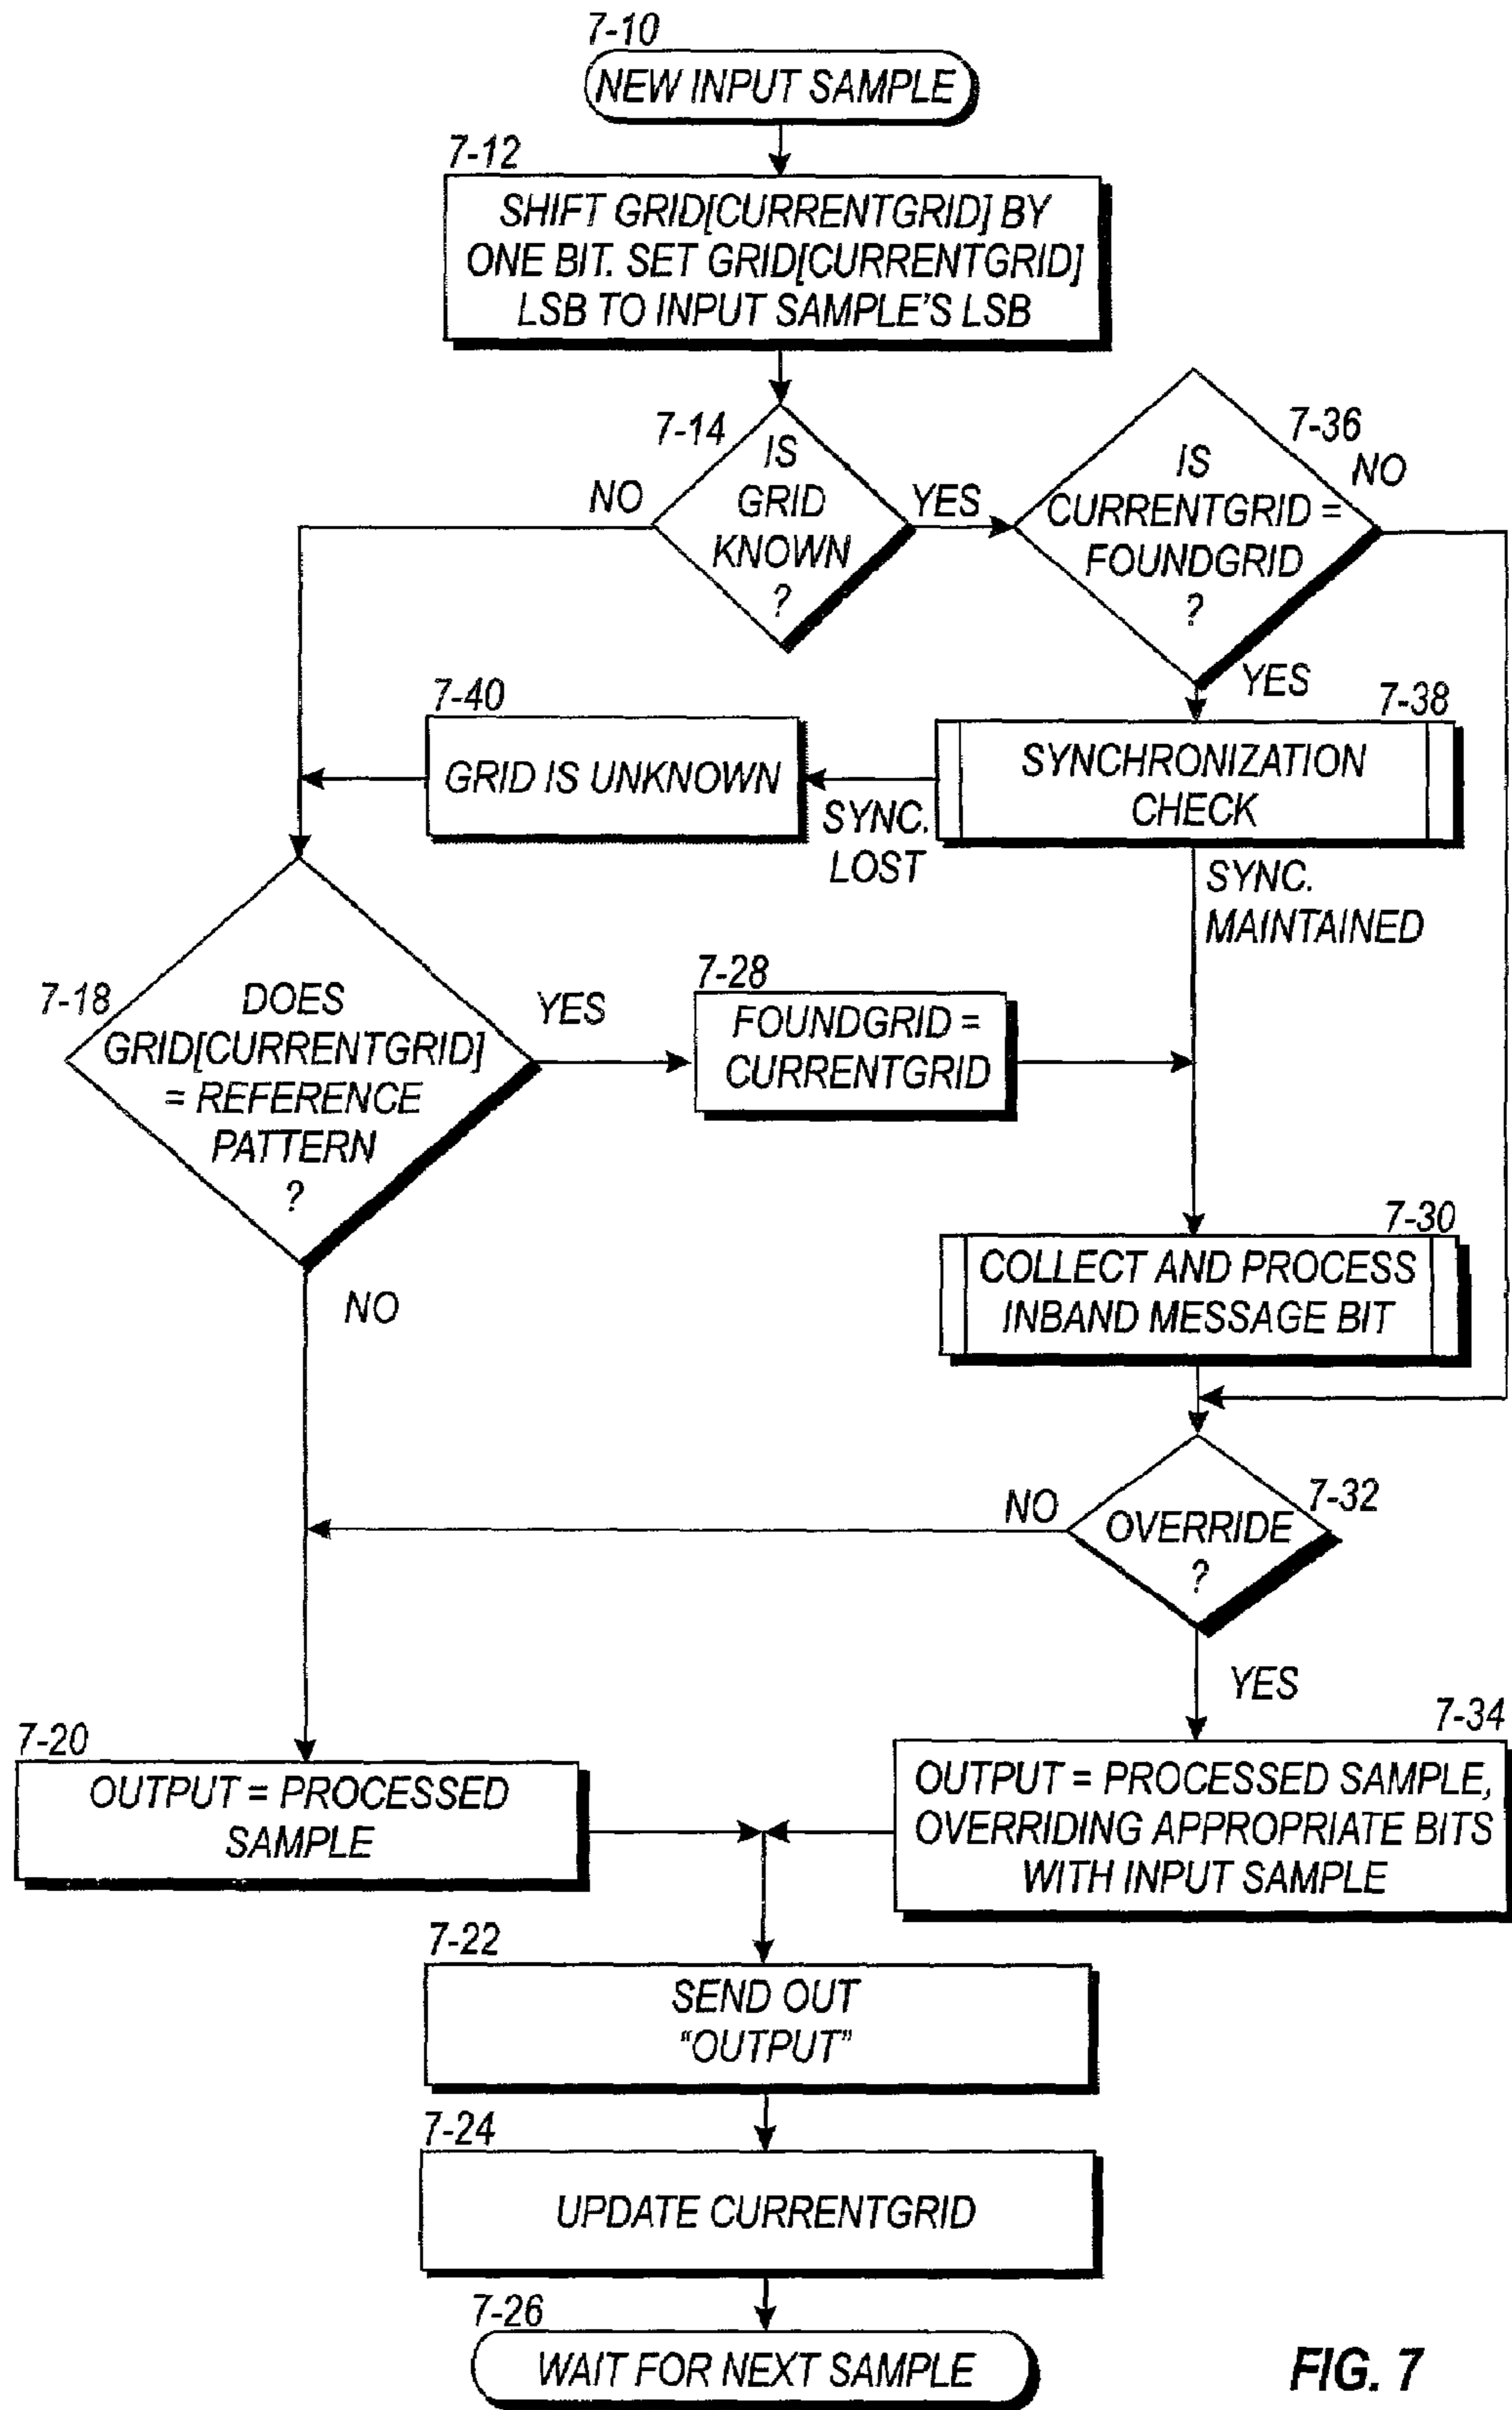 7-10
NEW INPUT SAMPLE
7-12
SHIFT GRID[CURRENTGRID] BY
ONE BIT. SET GRID[CURRENTGRID]
LSB TO INPUT SAMPLE'S LSB
7-14
IS
GRID
KNOWN
?
NO
YES
7-36
IS
CURRENTGRID =
FOUNDGRID
?
NO
YES
7-38
SYNCHRONIZATION
CHECK
SYNC.
LOST
SYNC.
MAINTAINED
7-40
GRID IS UNKNOWN
7-18
DOES
GRID[CURRENTGRID]
= REFERENCE
PATTERN
?
YES
NO
7-28
FOUNDGRID =
CURRENTGRID
7-30
COLLECT AND PROCESS
INBAND MESSAGE BIT
7-32
OVERRIDE
?
NO
YES
7-20
OUTPUT = PROCESSED
SAMPLE
7-34
OUTPUT = PROCESSED SAMPLE,
OVERRIDING APPROPRIATE BITS
WITH INPUT SAMPLE
7-22
SEND OUT
“OUTPUT”
7-24
UPDATE CURRENTGRID
7-26
WAIT FOR NEXT SAMPLE
FIG. 7